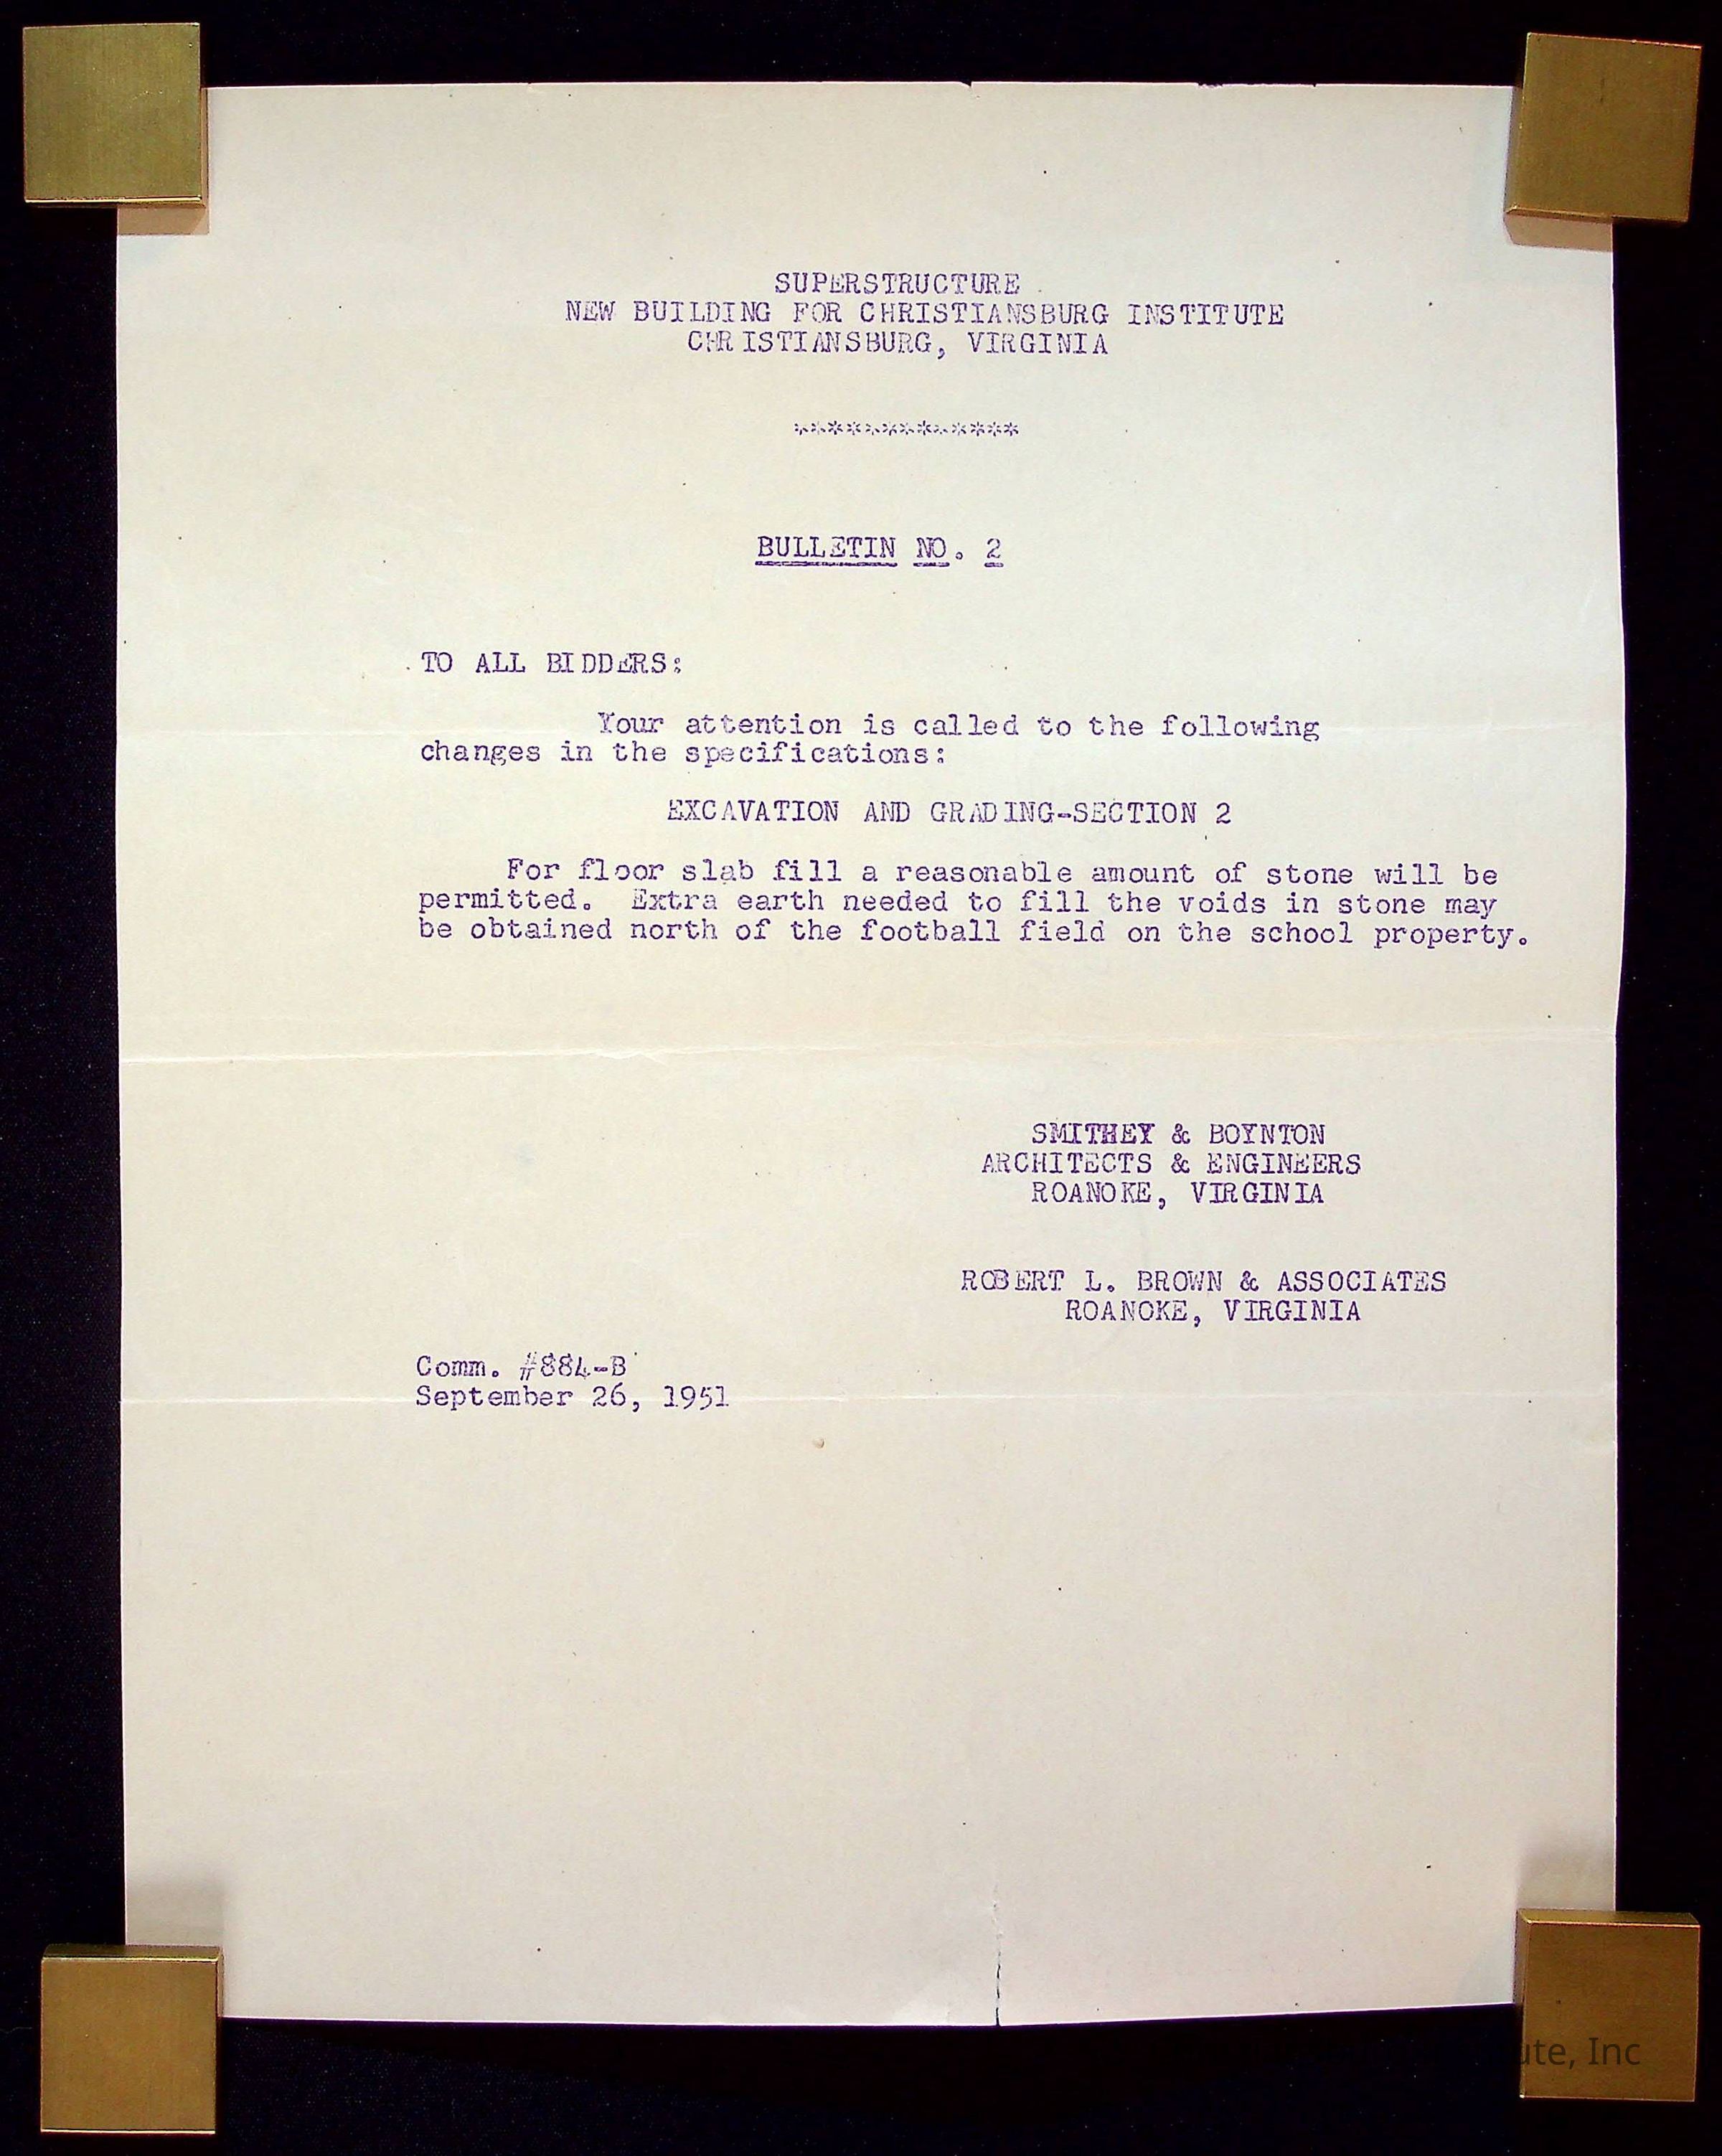 SUPERSTRUCTURE
NEW BUILDING FOR CHRISTIANSBURG INSTITUTE
CHRISTIANSBURG, VIRGINIA
*************
BULLETIN NO. 2
TO ALL BIDDERS:
Your attention is called to the following
changes in the specifications:
EXCAVATION AND GRADING-SECTION 2
For floor slab fill a reasonable amount of stone will be
permitted. Extra earth needed to fill the voids in stone may
be obtained north of the football field on the school property.
SMITHEY & BOYNTON
ARCHITECTS & ENGINEERS
ROANOKE, VIRGINIA
ROBERT L. BROWN & ASSOCIATES
ROANOKE, VIRGINIA
Comm. #884-B
September 26, 1951
Inc